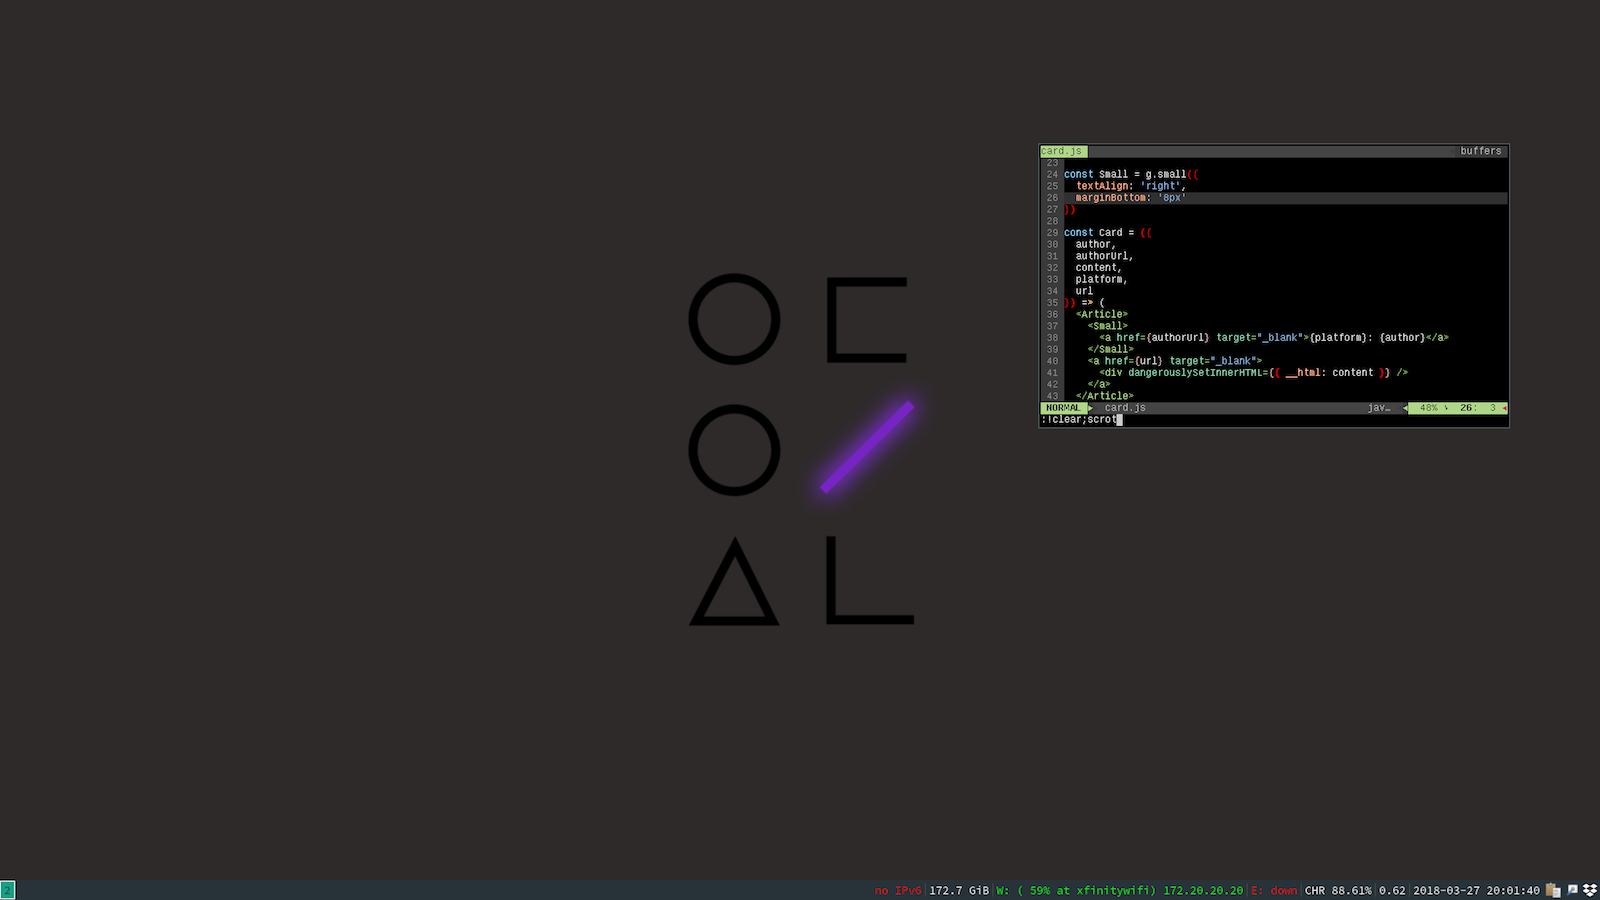 card.js buffers
23
24 const Small = g.small({
25 textAlign: 'right',
26 marginBottom: '8px'
27 })
28
29 const Card = ({
30 author,
31 authorUrl,
32 content,
33 platform,
34 url
35 }) => (
36 <Article>
37 <Small>
38 <a href={authorUrl} target="_blank">{platform}: {author}</a>
39 </Small>
40 <a href={url} target="_blank">
41 <div dangerouslySetInnerHTML={{ __html: content }} />
42 </a>
43 </Article>
NORMAL card.js jav… 48% 26: 3
:!clear;scrot
2 no IPv6 172.7 GiB W: ( 59% at xfinitywifi) 172.20.20.20 E: down CHR 88.61% 0.62 2018-03-27 20:01:40